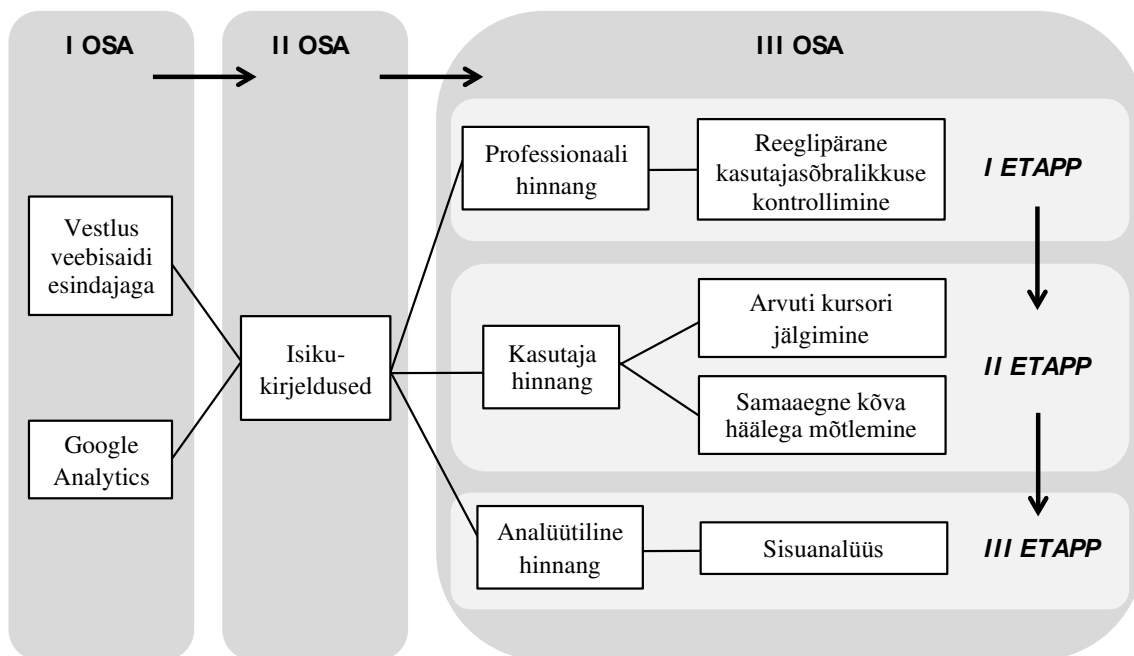 I OSA
II OSA
III OSA
Vestlus
veebisaidi
esindajaga
Google
Analytics
Isiku-
kirjeldused
Professionaali
hinnang
Reeglipärane
kasutajasõbralikkuse
kontrollimine
I ETAPP
Kasutaja
hinnang
Arvuti kursori
jälgimine
Samaaegne kõva
häälega mõtlemine
II ETAPP
Analüütiline
hinnang
Sisuanalüüs
III ETAPP